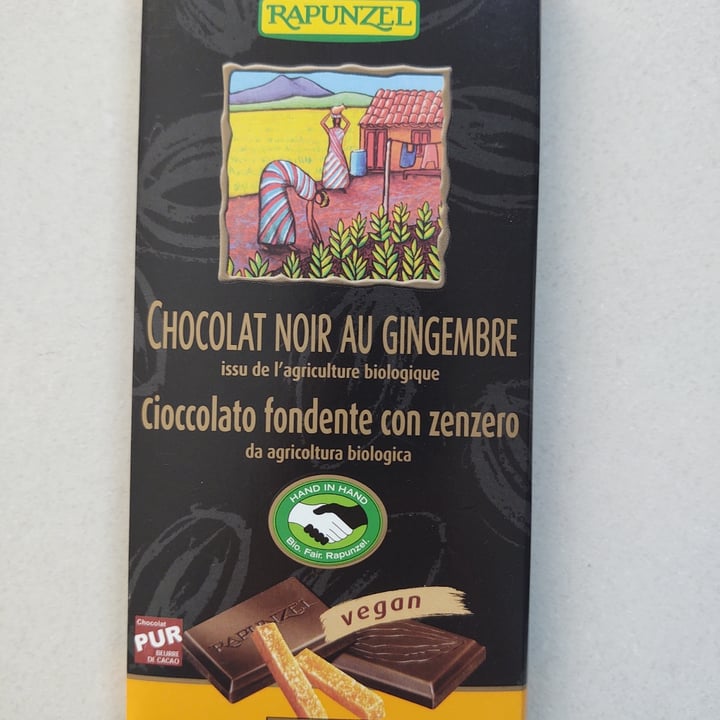 RAPUNZEL
CHOCOLAT NOIR AU GINGEMBRE
issu de l'agriculture biologique
Cioccolato fondente con zenzero
da agricoltura biologica
HAND IN HAND
Bio. Fair. Rapunzel.
vegan
RAPUNZEL
Chocolat
PUR
BEURRE
DI CACAO